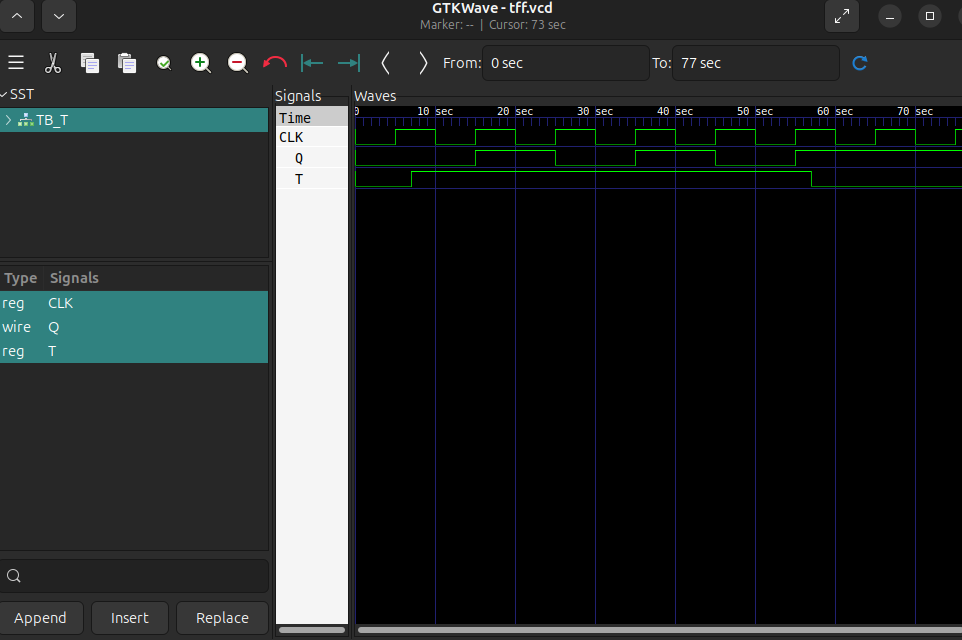 GTKWave - tff.vcd
Marker: -- | Cursor: 73 sec
From: 0 sec To: 77 sec
SST
TB_T
Type Signals
reg CLK
wire Q
reg T
Append Insert Replace
Signals
Time
CLK
Q
T
Waves
0 10 sec 20 sec 30 sec 40 sec 50 sec 60 sec 70 sec